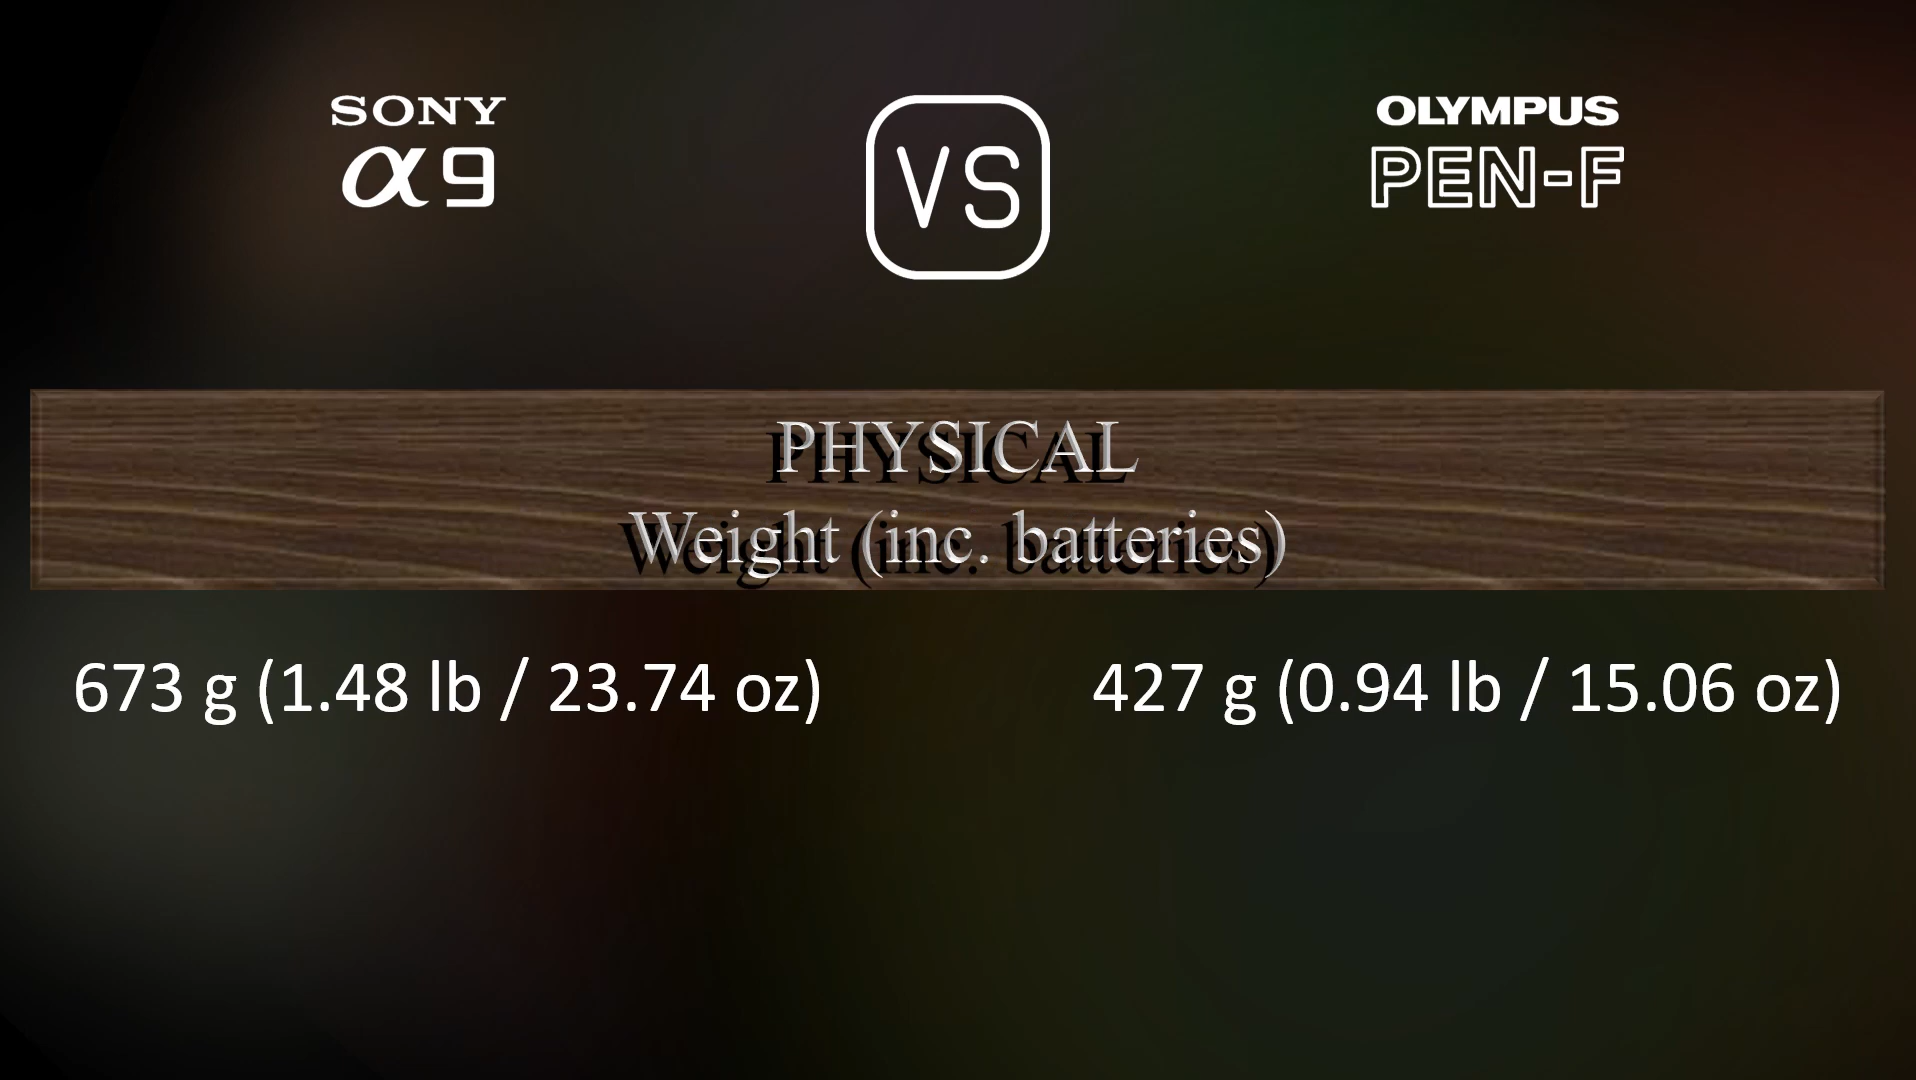 SONY
α9
VS
OLYMPUS
PEN-F
PHYSICAL
Weight (inc. batteries)
673 g (1.48 lb / 23.74 oz)
427 g (0.94 lb / 15.06 oz)